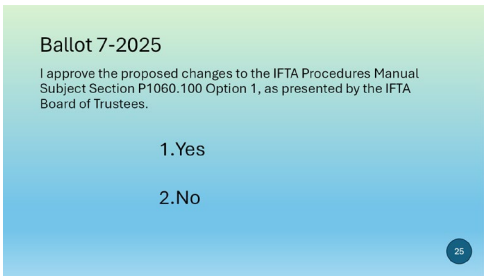 Ballot 7-2025
I approve the proposed changes to the IFTA Procedures Manual
Subject Section P1060.100 Option 1, as presented by the IFTA
Board of Trustees.
1.Yes
2.No
25